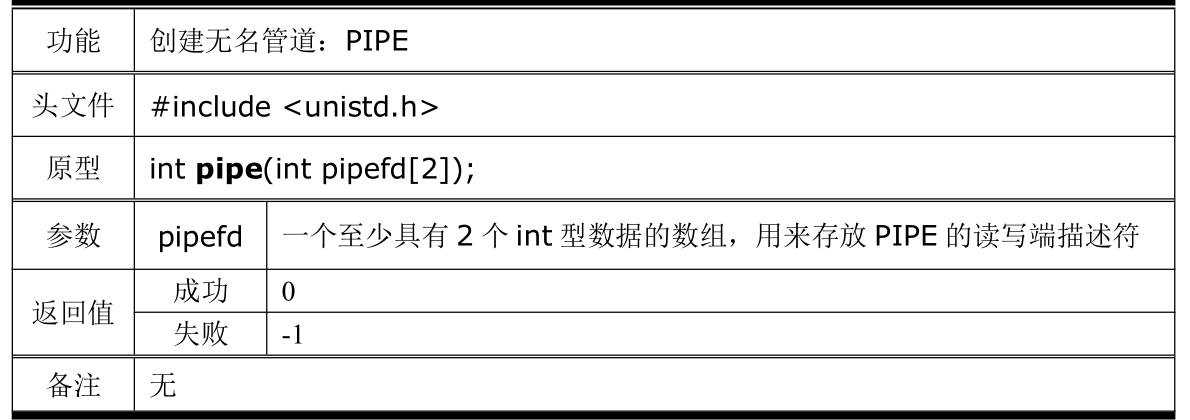 功能 创建无名管道：PIPE
头文件 #include <unistd.h>
原型 int pipe(int pipefd[2]);
参数 pipefd 一个至少具有 2 个 int 型数据的数组，用来存放 PIPE 的读写端描述符
返回值 成功 0
失败 -1
备注 无